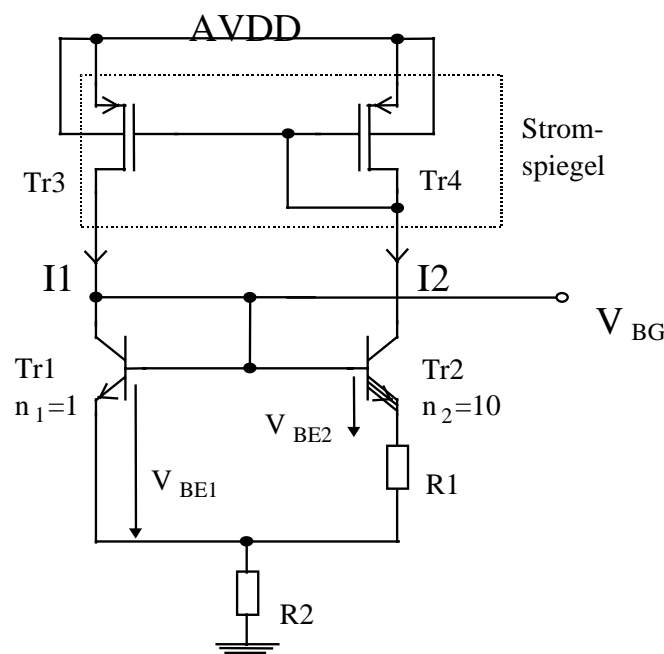 AVDD
Strom-
spiegel
Tr3
Tr4
I1
I2
V BG
Tr1
n 1=1
Tr2
n 2=10
V BE2
V BE1
R1
R2